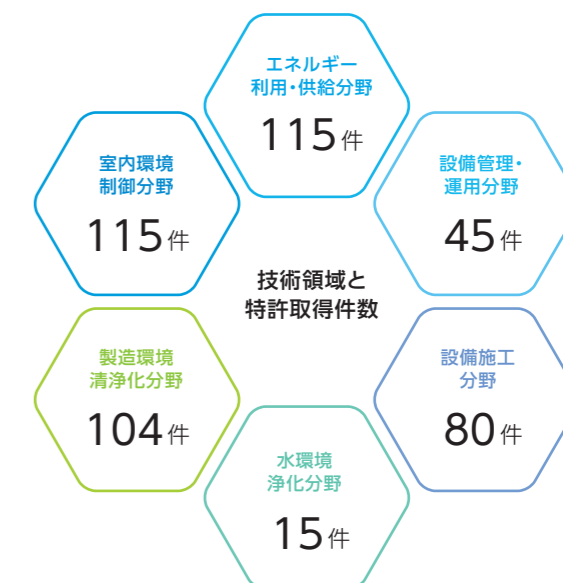 エネルギー
利用・供給分野
115件
室内環境
制御分野
115件
設備管理・
運用分野
45件
技術領域と
特許取得件数
製造環境
清浄化分野
104件
設備施工
分野
80件
水環境
浄化分野
15件